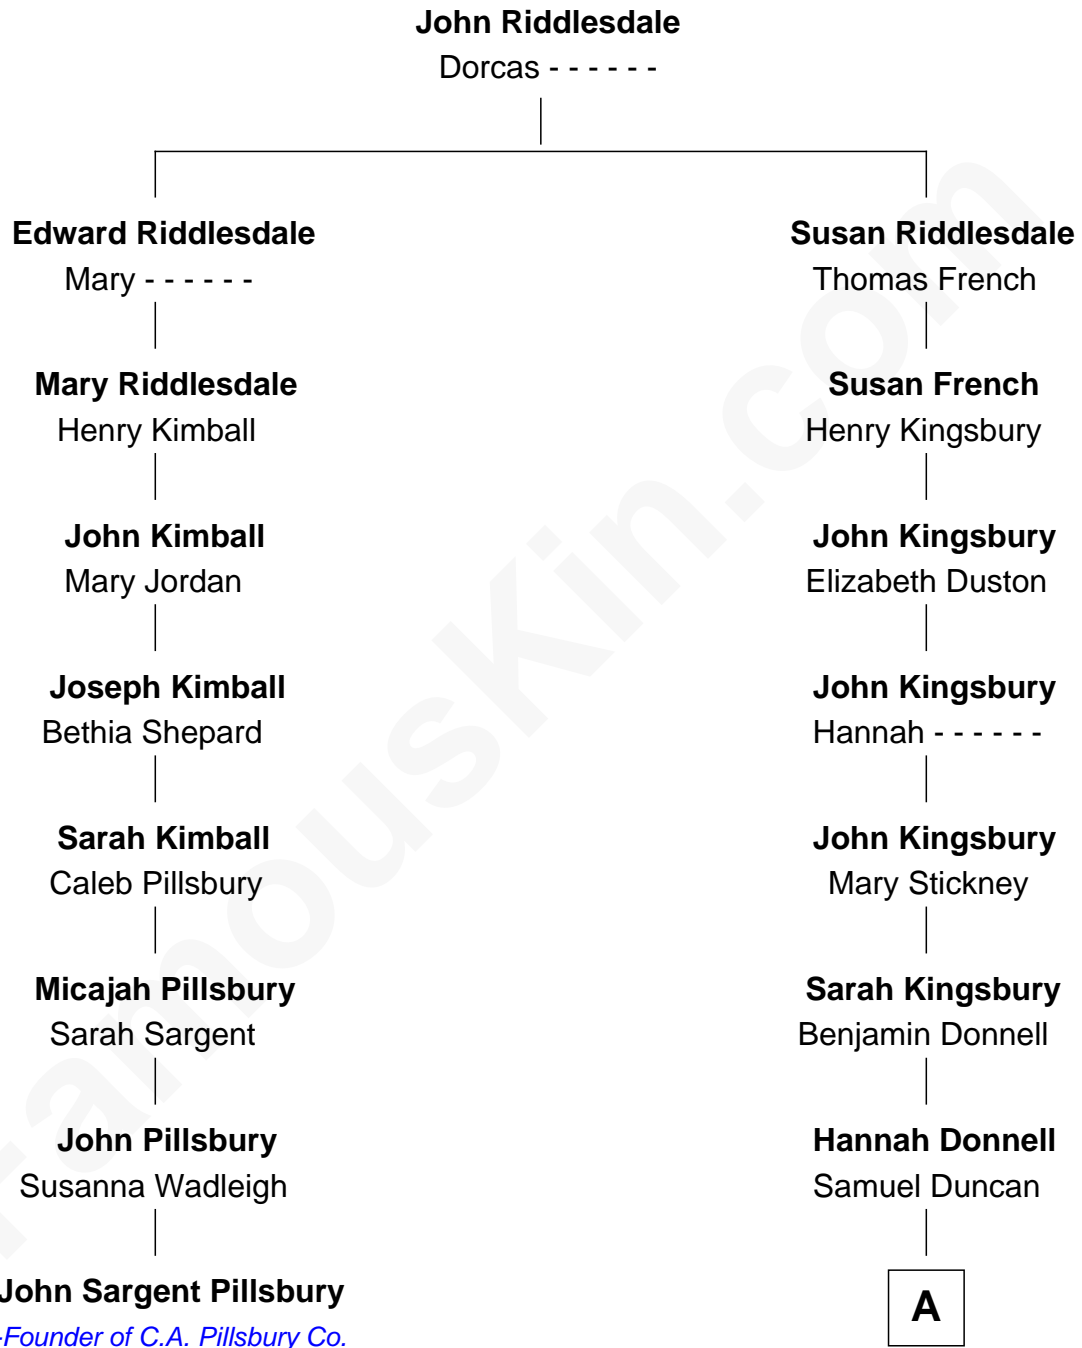 John Riddlesdale
Dorcas - - - - - -
Edward Riddlesdale
Mary - - - - - -
Susan Riddlesdale
Thomas French
Mary Riddlesdale
Henry Kimball
Susan French
Henry Kingsbury
John Kimball
Mary Jordan
John Kingsbury
Elizabeth Duston
Joseph Kimball
Bethia Shepard
John Kingsbury
Hannah - - - - - -
Sarah Kimball
Caleb Pillsbury
John Kingsbury
Mary Stickney
Micajah Pillsbury
Sarah Sargent
Sarah Kingsbury
Benjamin Donnell
John Pillsbury
Susanna Wadleigh
Hannah Donnell
Samuel Duncan
John Sargent Pillsbury
-Founder of C.A. Pillsbury Co.
A
FamousKin.com